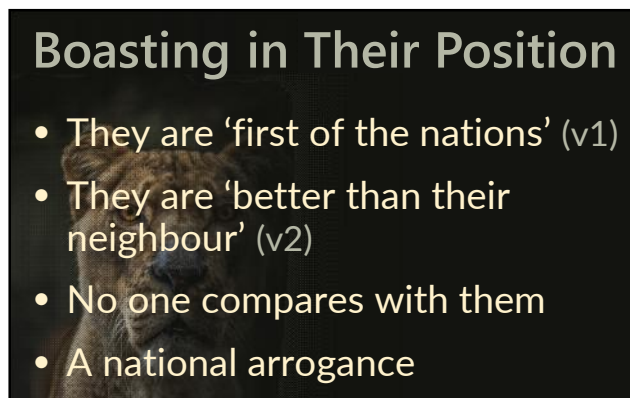 Boasting in Their Position
• They are ‘first of the nations’ (v1)
• They are ‘better than their
neighbour’ (v2)
• No one compares with them
• A national arrogance